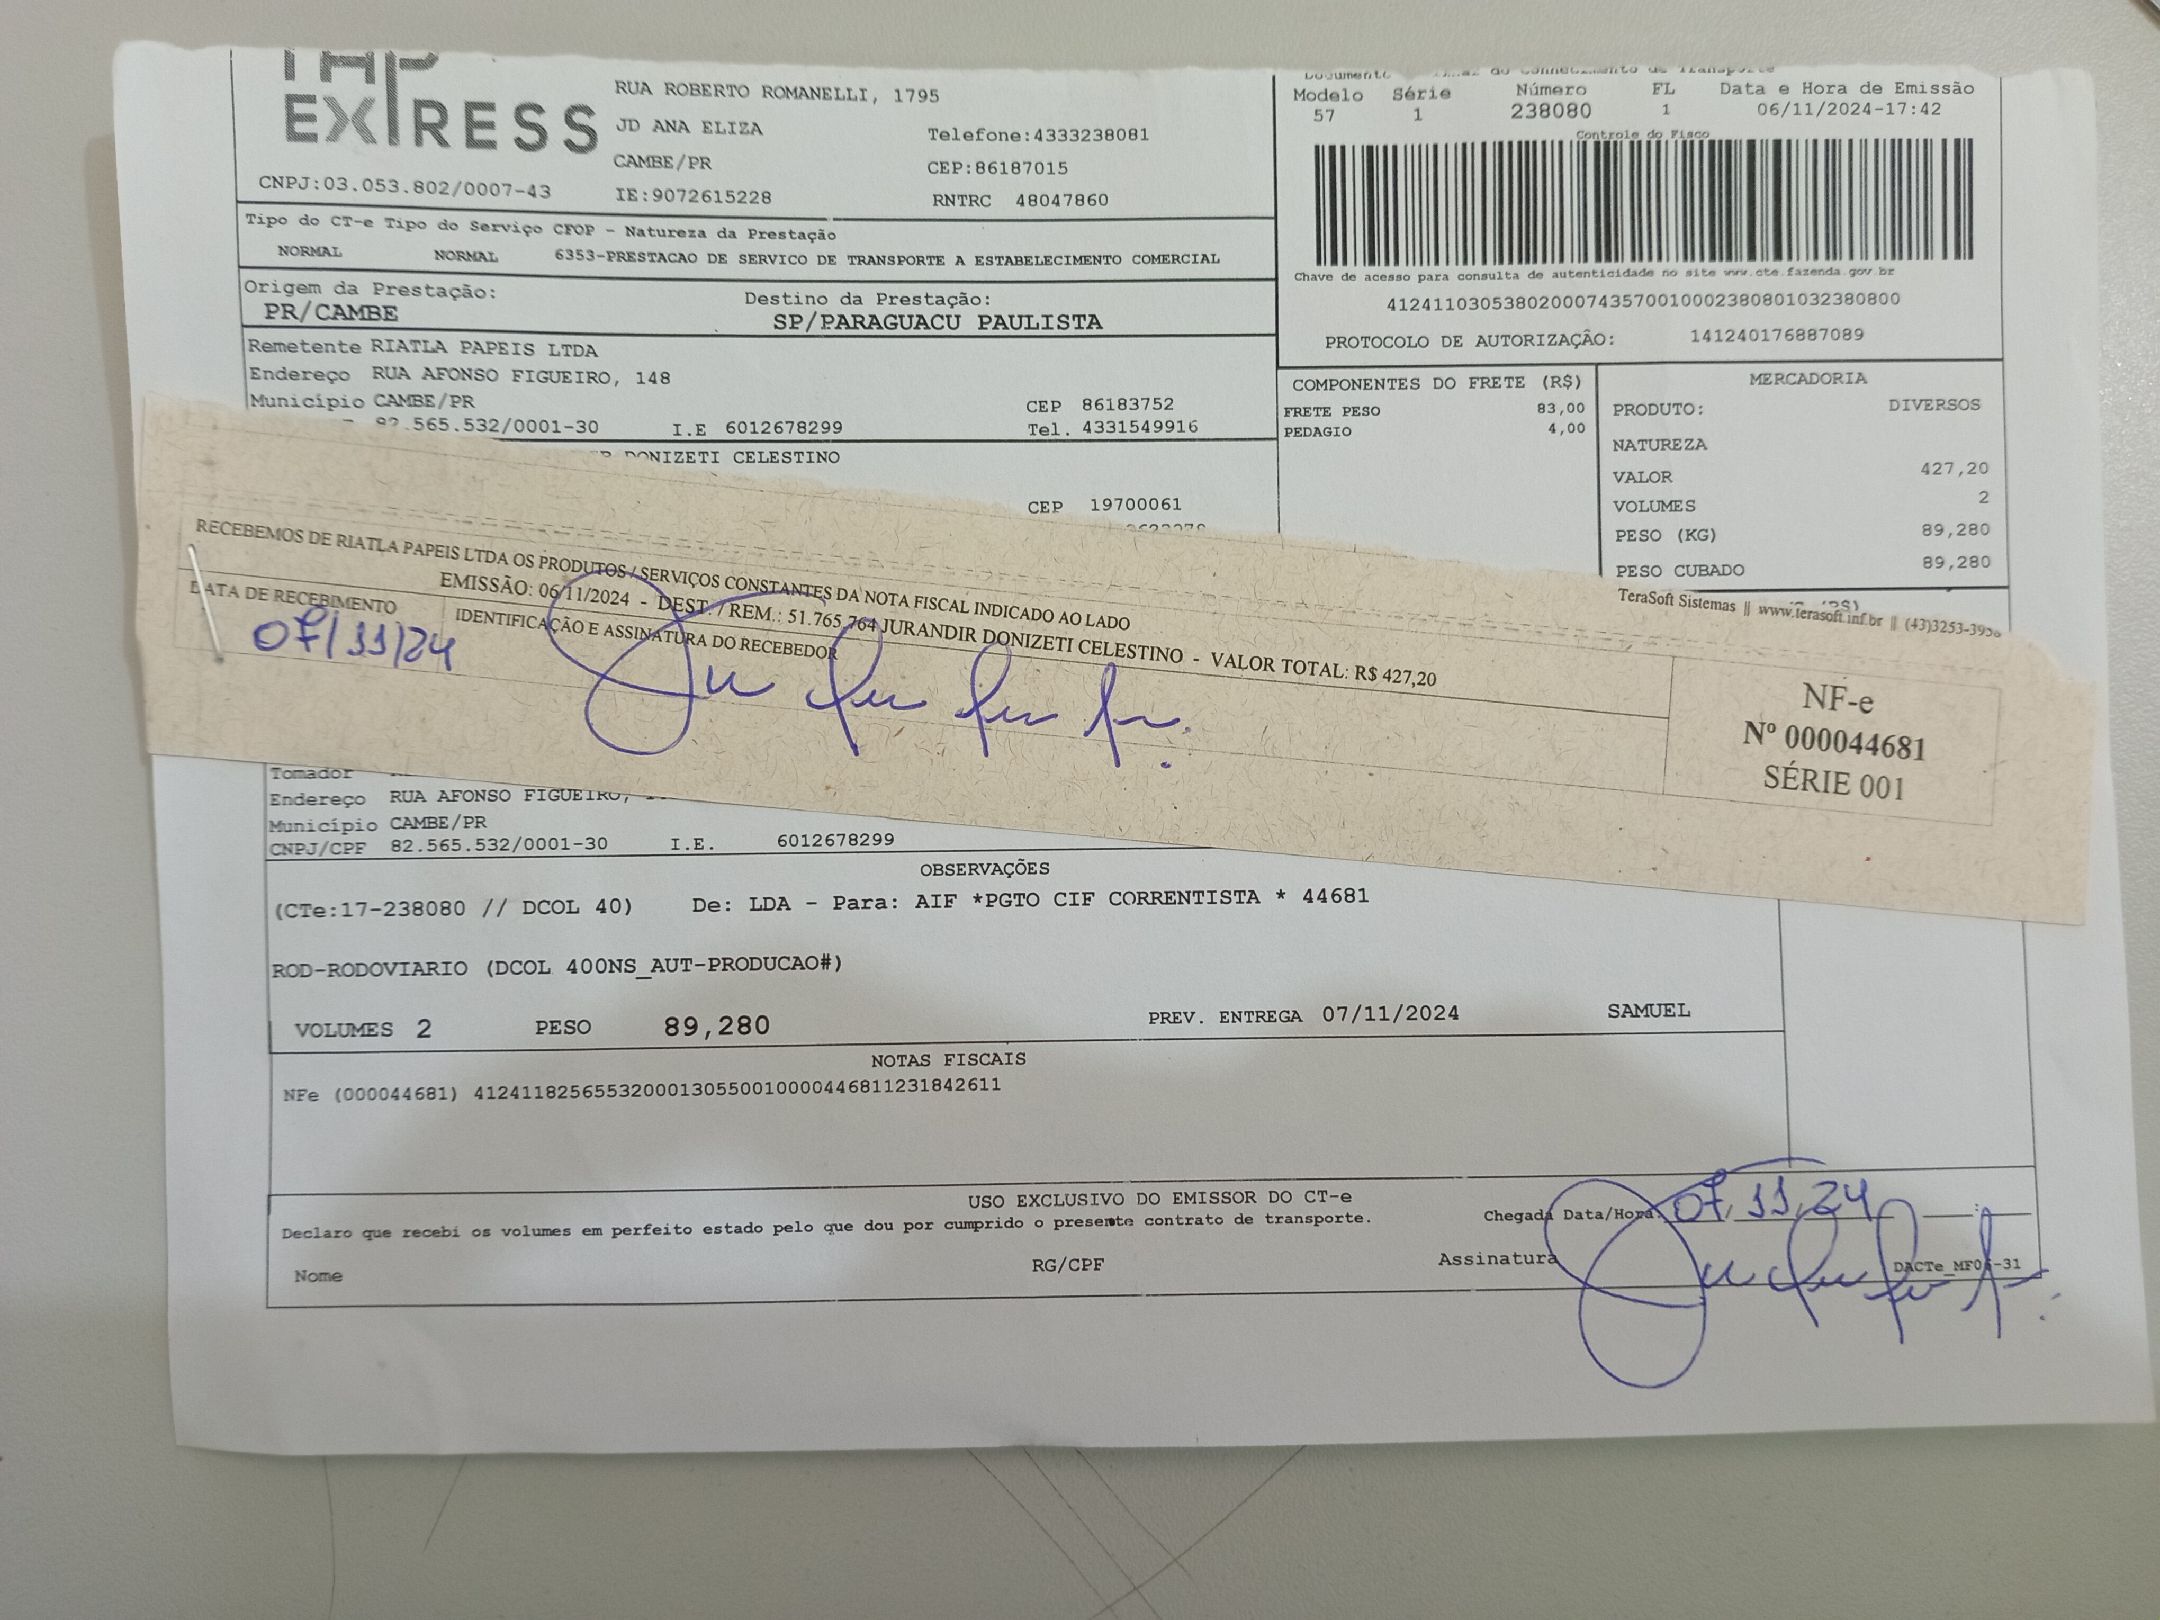 EXPRESS
RUA ROBERTO ROMANELLI, 1795
JD ANA ELIZA
Telefone:4333238081
CAMBE/PR
CEP:86187015
CNPJ:03.053.802/0007-43
IE:9072615228
RNTRC 48047860
Modelo Série Número FL Data e Hora de Emissão
57 1 238080 1 06/11/2024-17:42
Controle do Fisco
Chave de acesso para consulta de autenticidade no site www.cte.fazenda.gov.br
41241103053802000743570010002380801032380800
PROTOCOLO DE AUTORIZAÇÃO: 141240176887089
Tipo do CT-e Tipo do Serviço CFOP - Natureza da Prestação
NORMAL NORMAL 6353-PRESTACAO DE SERVICO DE TRANSPORTE A ESTABELECIMENTO COMERCIAL
Origem da Prestação: Destino da Prestação:
PR/CAMBE SP/PARAGUACU PAULISTA
Remetente RIATLA PAPEIS LTDA
Endereço RUA AFONSO FIGUEIRO, 148
Município CAMBE/PR CEP 86183752
82.565.532/0001-30 I.E 6012678299 Tel. 4331549916
DONIZETI CELESTINO
CEP 19700061
COMPONENTES DO FRETE (R$)
FRETE PESO 83,00
PEDAGIO 4,00
MERCADORIA
PRODUTO: DIVERSOS
NATUREZA
VALOR 427,20
VOLUMES 2
PESO (KG) 89,280
PESO CUBADO 89,280
TeraSoft Sistemas || www.terasoft.inf.br || (43)3253-3956
RECEBEMOS DE RIATLA PAPEIS LTDA OS PRODUTOS / SERVIÇOS CONSTANTES DA NOTA FISCAL INDICADO AO LADO
EMISSÃO: 06/11/2024 - DEST. / REM.: 51.765.764 JURANDIR DONIZETI CELESTINO - VALOR TOTAL: R$ 427,20
DATA DE RECEBIMENTO IDENTIFICAÇÃO E ASSINATURA DO RECEBEDOR
07/11/24
NF-e
Nº 000044681
SÉRIE 001
Tomador
Endereço RUA AFONSO FIGUEIRO,
Município CAMBE/PR
CNPJ/CPF 82.565.532/0001-30 I.E. 6012678299
OBSERVAÇÕES
(CTe:17-238080 // DCOL 40) De: LDA - Para: AIF *PGTO CIF CORRENTISTA * 44681
ROD-RODOVIARIO (DCOL 400NS_AUT-PRODUCAO#)
VOLUMES 2 PESO 89,280 PREV. ENTREGA 07/11/2024 SAMUEL
NOTAS FISCAIS
NFe (000044681) 41241182565532000130550010000446811231842611
USO EXCLUSIVO DO EMISSOR DO CT-e
Declaro que recebi os volumes em perfeito estado pelo que dou por cumprido o presente contrato de transporte.
Chegada Data/Hora: 07/11/24
Nome RG/CPF Assinatura
DACTe_MF06-31